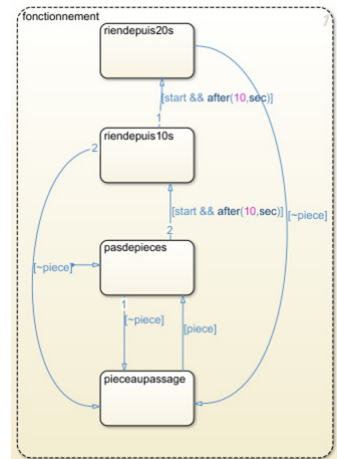 fonctionnement
1
riendepuis20s
[start && after(10,sec)]
1
2
riendepuis10s
[start && after(10,sec)]
[~piece]
2
pasdepieces
[~piece]
1
[~piece]
[piece]
pieceaupassage